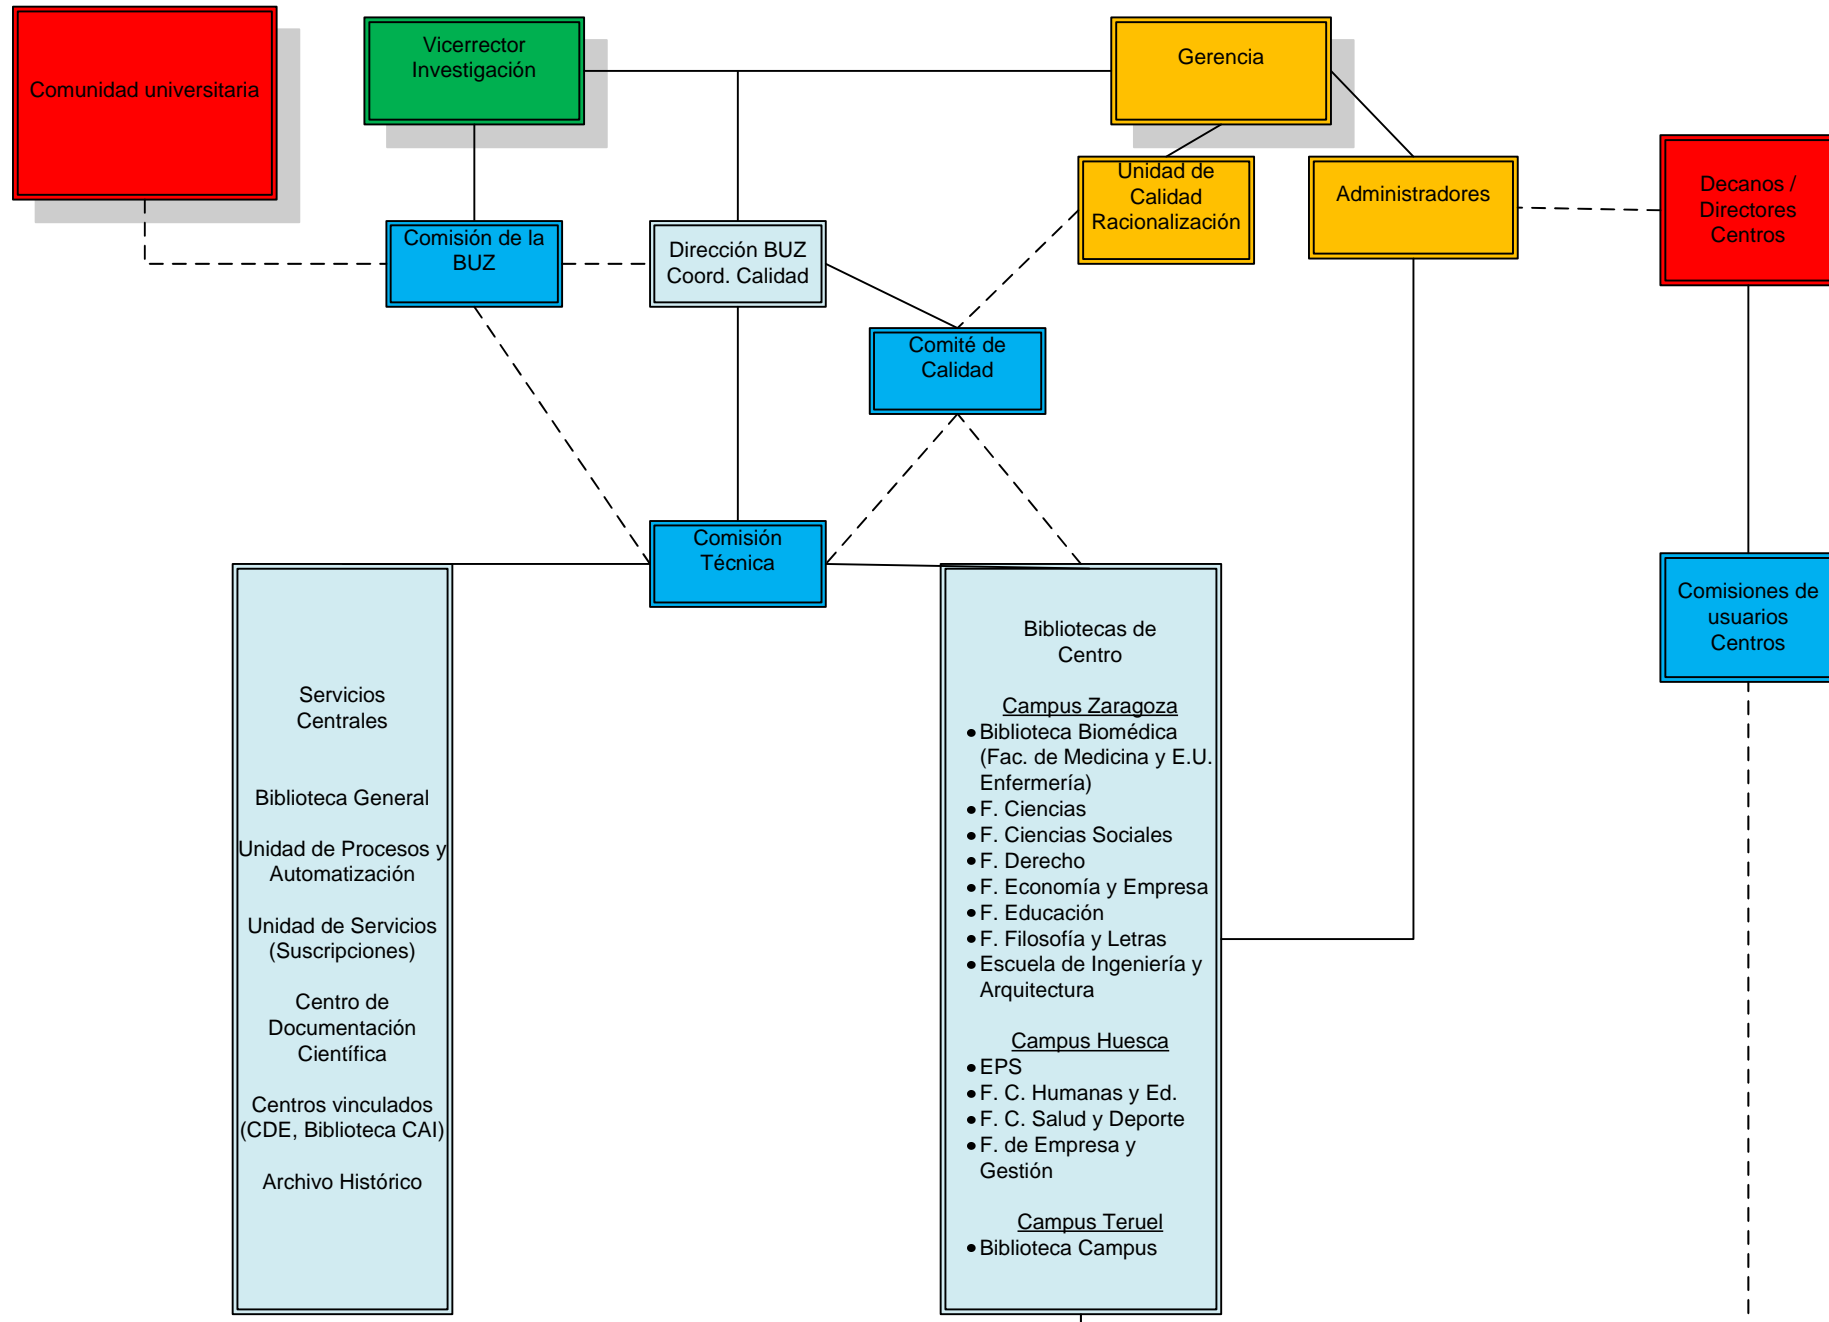 Comunidad universitaria
Vicerrector
Investigación
Gerencia
Unidad de
Calidad
Racionalización
Administradores
Decanos /
Directores
Centros
Comisión de la
BUZ
Dirección BUZ
Coord. Calidad
Comité de
Calidad
Comisión
Técnica
Comisiones de
usuarios
Centros
Servicios
Centrales
Biblioteca General
Unidad de Procesos y
Automatización
Unidad de Servicios
(Suscripciones)
Centro de
Documentación
Científica
Centros vinculados
(CDE, Biblioteca CAI)
Archivo Histórico
Bibliotecas de
Centro
Campus Zaragoza
• Biblioteca Biomédica
(Fac. de Medicina y E.U.
Enfermería)
• F. Ciencias
• F. Ciencias Sociales
• F. Derecho
• F. Economía y Empresa
• F. Educación
• F. Filosofía y Letras
• Escuela de Ingeniería y
Arquitectura
Campus Huesca
• EPS
• F. C. Humanas y Ed.
• F. C. Salud y Deporte
• F. de Empresa y
Gestión
Campus Teruel
• Biblioteca Campus